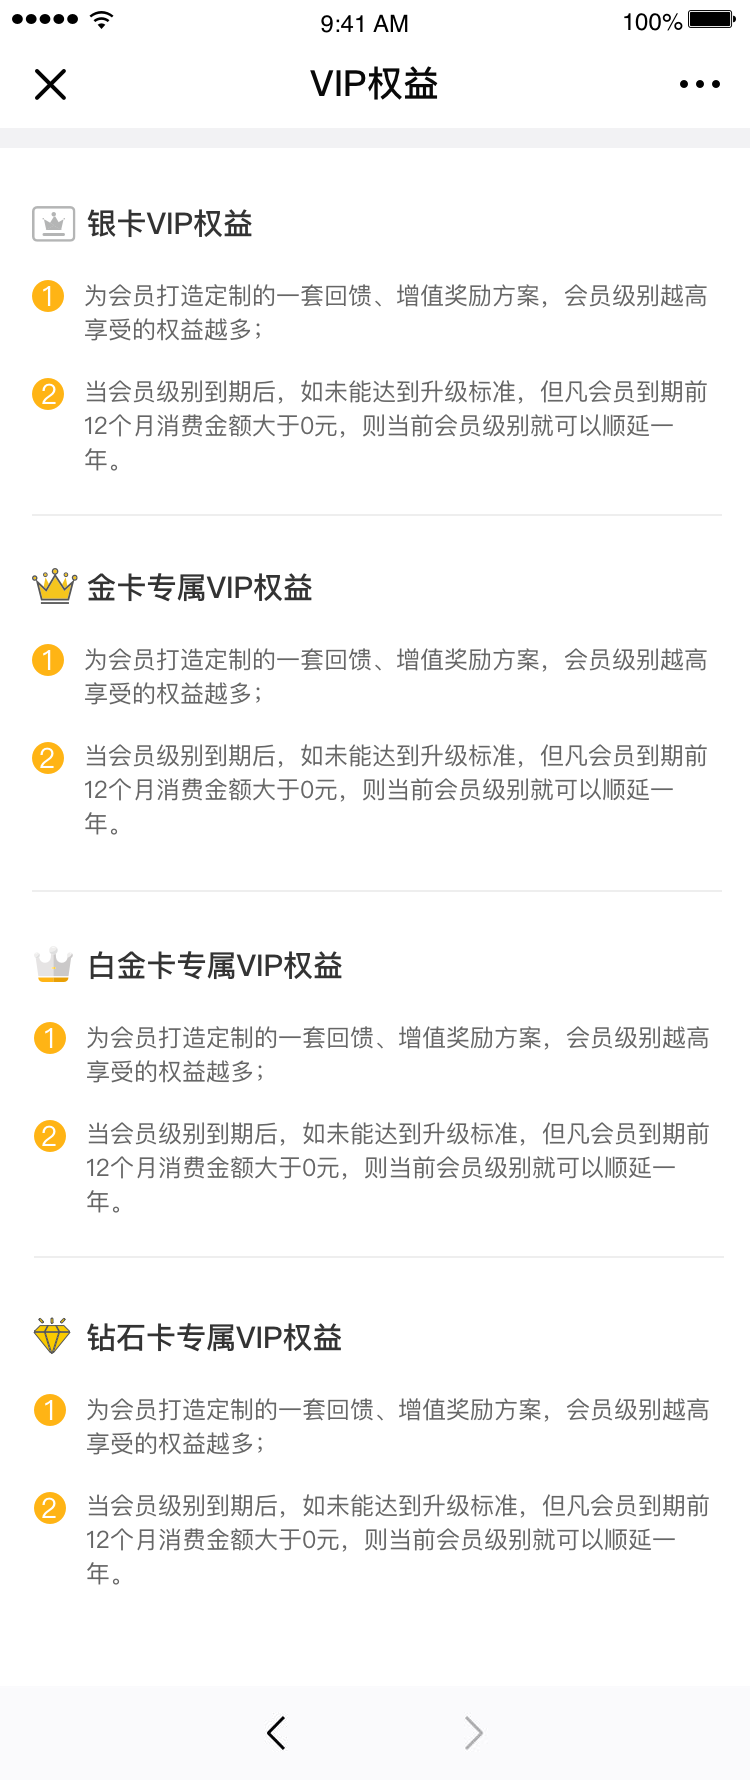 9:41 AM
100%
VIP权益
银卡VIP权益
1 为会员打造定制的一套回馈、增值奖励方案，会员级别越高
享受的权益越多；
2 当会员级别到期后，如未能达到升级标准，但凡会员到期前
12个月消费金额大于0元，则当前会员级别就可以顺延一
年。
金卡专属VIP权益
1 为会员打造定制的一套回馈、增值奖励方案，会员级别越高
享受的权益越多；
2 当会员级别到期后，如未能达到升级标准，但凡会员到期前
12个月消费金额大于0元，则当前会员级别就可以顺延一
年。
白金卡专属VIP权益
1 为会员打造定制的一套回馈、增值奖励方案，会员级别越高
享受的权益越多；
2 当会员级别到期后，如未能达到升级标准，但凡会员到期前
12个月消费金额大于0元，则当前会员级别就可以顺延一
年。
钻石卡专属VIP权益
1 为会员打造定制的一套回馈、增值奖励方案，会员级别越高
享受的权益越多；
2 当会员级别到期后，如未能达到升级标准，但凡会员到期前
12个月消费金额大于0元，则当前会员级别就可以顺延一
年。